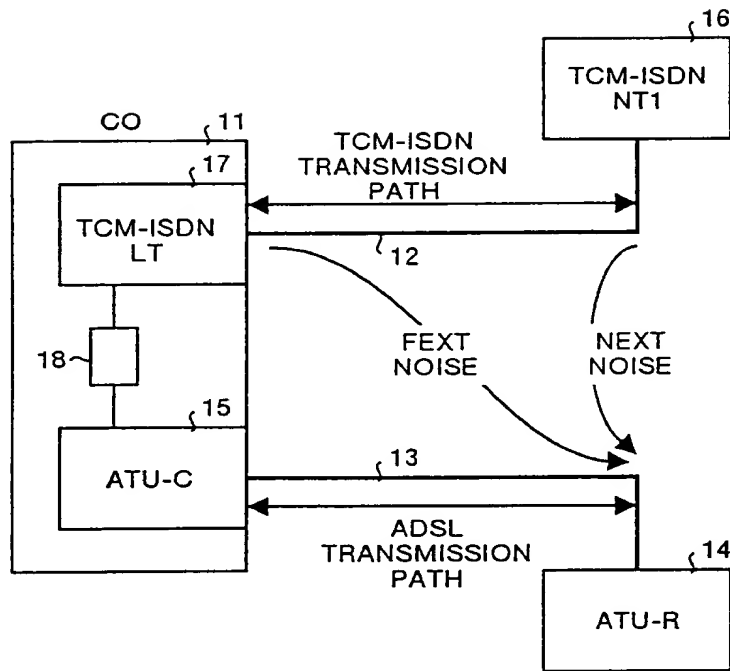 16
TCM-ISDN
NT1
CO
11
17
TCM-ISDN
LT
TCM-ISDN
TRANSMISSION
PATH
12
18
FEXT
NOISE
NEXT
NOISE
15
ATU-C
13
ADSL
TRANSMISSION
PATH
14
ATU-R